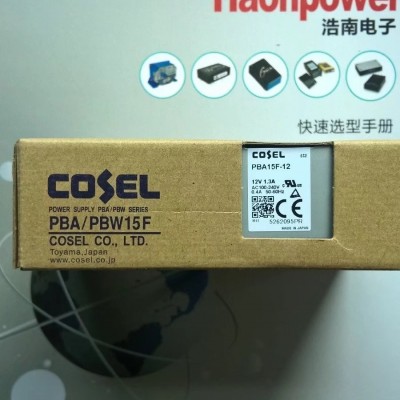 Haonpower
浩南电子
快速选型手册
COSEL
POWER SUPPLY PBA/PBW SERIES
PBA/PBW15F
COSEL CO., LTD.
Toyama,Japan
www.cosel.co.jp
COSEL
PBA15F-12
12V 1.3A
AC100-240V
0.4A 50-60Hz
5262095PR
MADE IN JAPAN